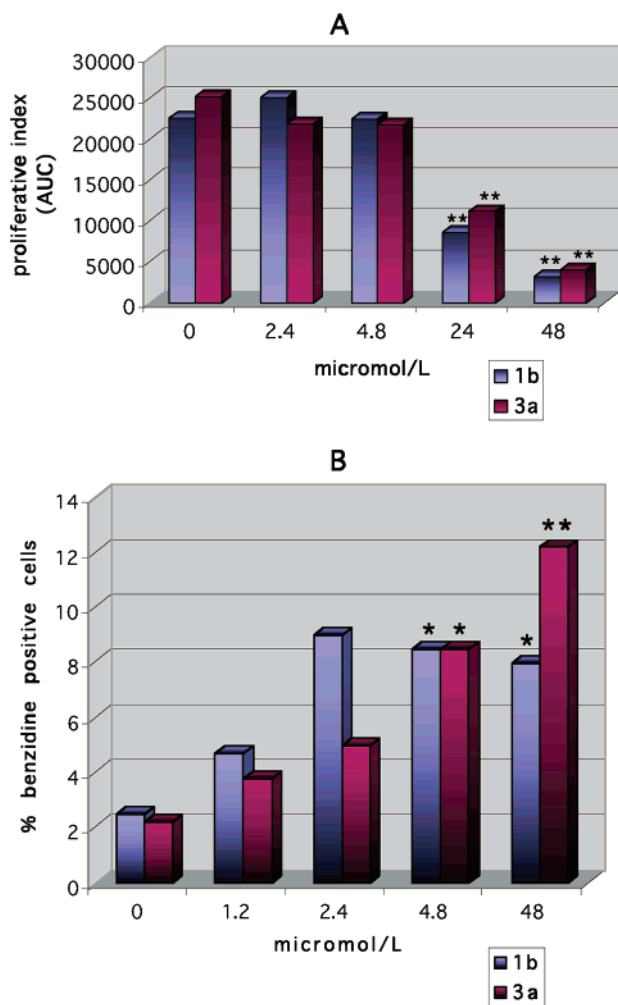 A
proliferative index
(AUC)
30000
25000
20000
15000
10000
5000
0
** **
** **
0 2.4 4.8 24 48
micromol/L
1b
3a
B
% benzidine positive cells
14
12
10
8
6
4
2
0
**
* * *
0 1.2 2.4 4.8 48
micromol/L
1b
3a